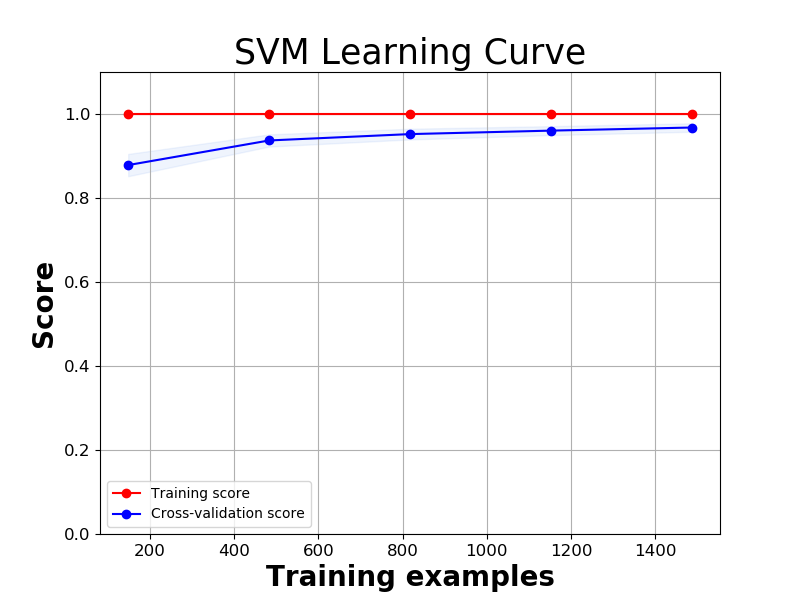 SVM Learning Curve
Score
1.0
0.8
0.6
0.4
0.2
0.0
Training score
Cross-validation score
200 400 600 800 1000 1200 1400
Training examples